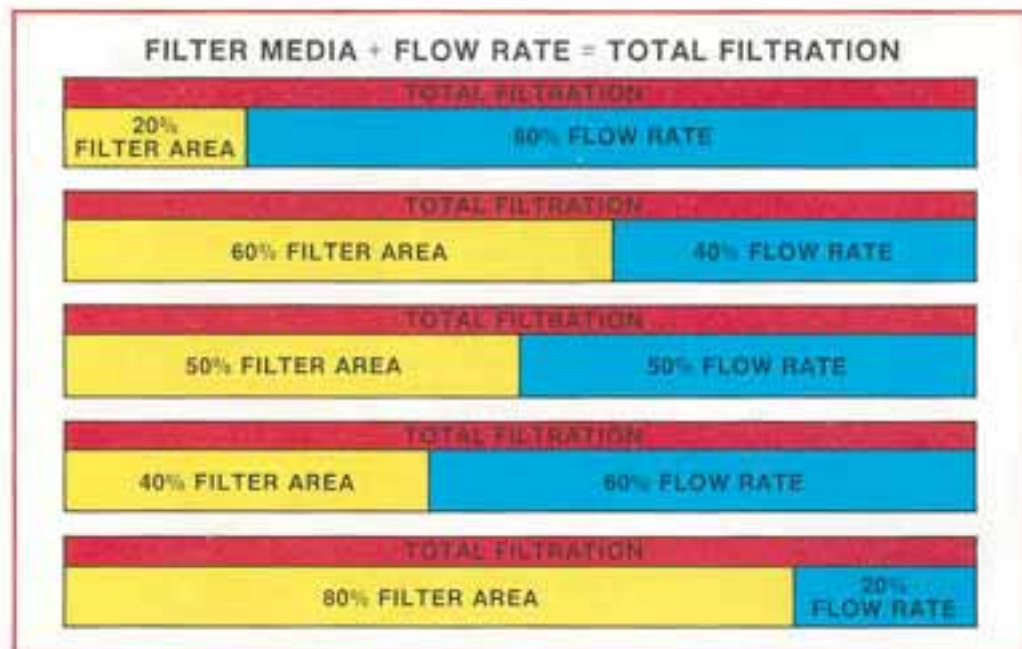 FILTER MEDIA + FLOW RATE = TOTAL FILTRATION
TOTAL FILTRATION
20%
FILTER AREA
80% FLOW RATE
TOTAL FILTRATION
60% FILTER AREA
40% FLOW RATE
TOTAL FILTRATION
50% FILTER AREA
50% FLOW RATE
TOTAL FILTRATION
40% FILTER AREA
60% FLOW RATE
TOTAL FILTRATION
80% FILTER AREA
20%
FLOW RATE